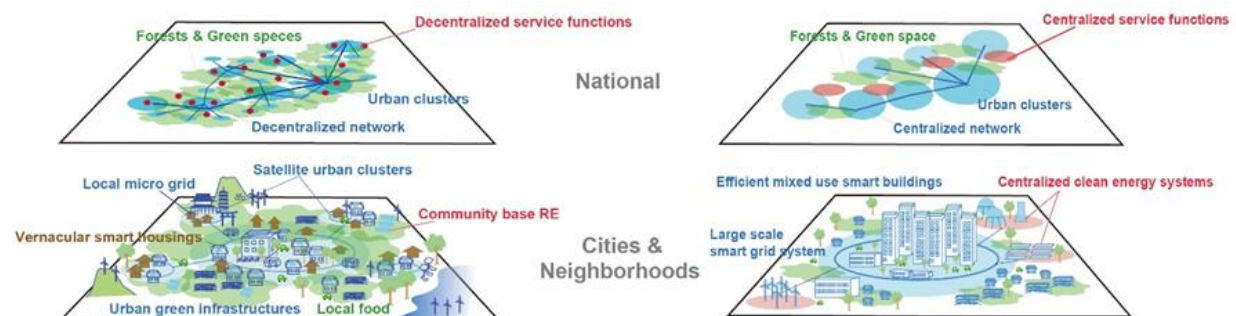 Decentralized service functions
Forests & Green speces
Urban clusters
Decentralized network
National
Centralized service functions
Forests & Green space
Urban clusters
Centralized network
Satellite urban clusters
Local micro grid
Community base RE
Vernacular smart housings
Urban green infrastructures
Local food
Cities &
Neighborhoods
Efficient mixed use smart buildings
Centralized clean energy systems
Large scale
smart grid system